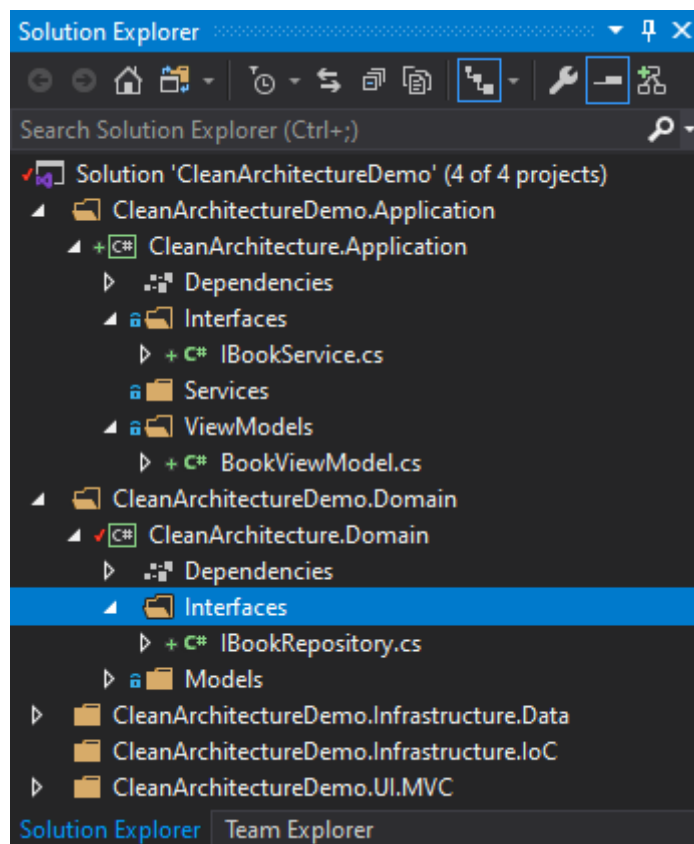 Solution Explorer
Search Solution Explorer (Ctrl+;)
Solution 'CleanArchitectureDemo' (4 of 4 projects)
CleanArchitectureDemo.Application
+ C# CleanArchitecture.Application
Dependencies
Interfaces
+ C# IBookService.cs
Services
ViewModels
+ C# BookViewModel.cs
CleanArchitectureDemo.Domain
C# CleanArchitecture.Domain
Dependencies
Interfaces
+ C# IBookRepository.cs
Models
CleanArchitectureDemo.Infrastructure.Data
CleanArchitectureDemo.Infrastructure.IoC
CleanArchitectureDemo.UI.MVC
Solution Explorer Team Explorer